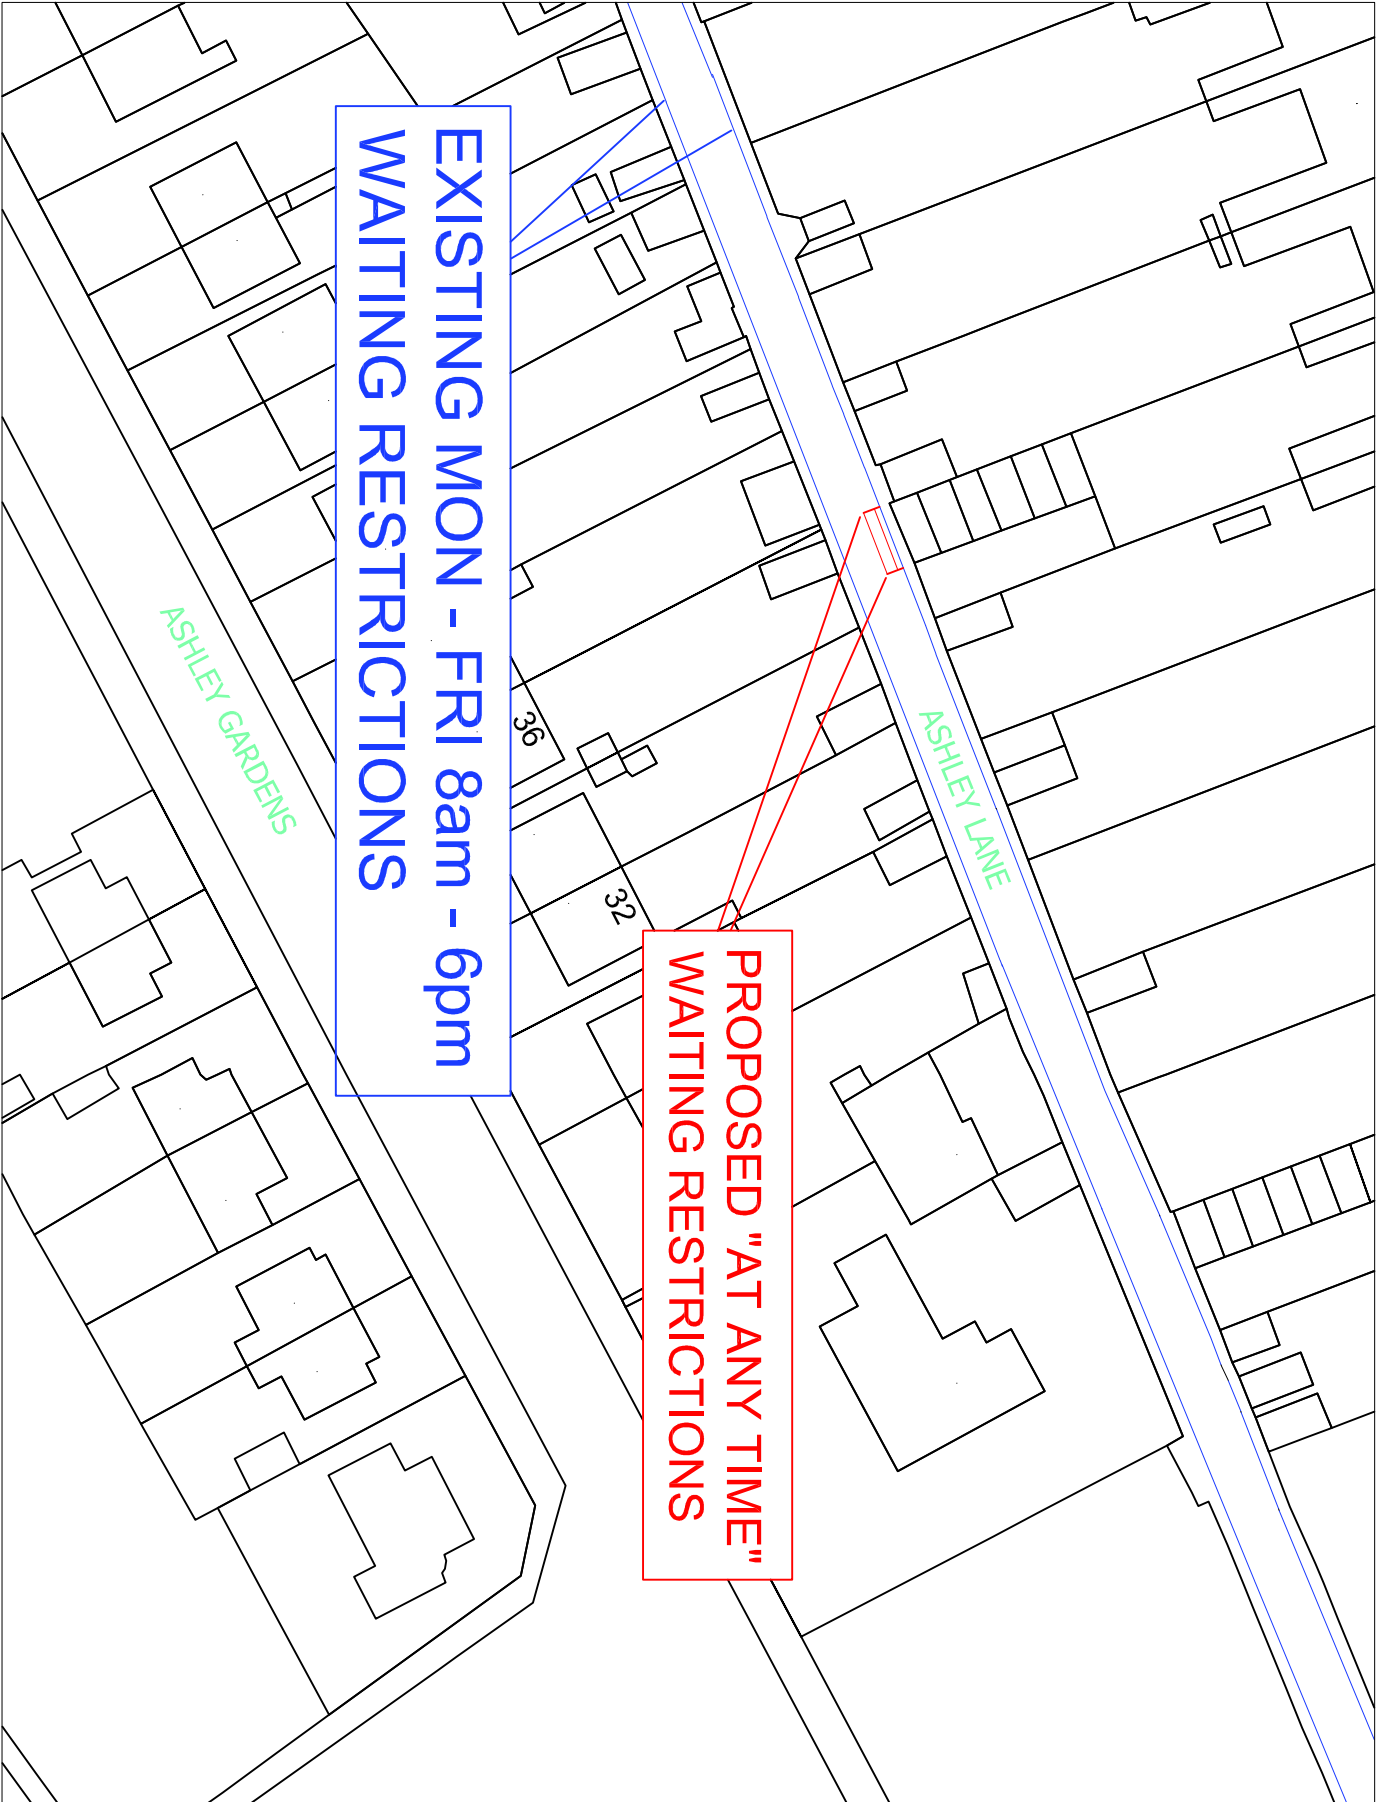 EXISTING MON - FRI 8am - 6pm
WAITING RESTRICTIONS
ASHLEY GARDENS
36
32
ASHLEY LANE
PROPOSED "AT ANY TIME"
WAITING RESTRICTIONS